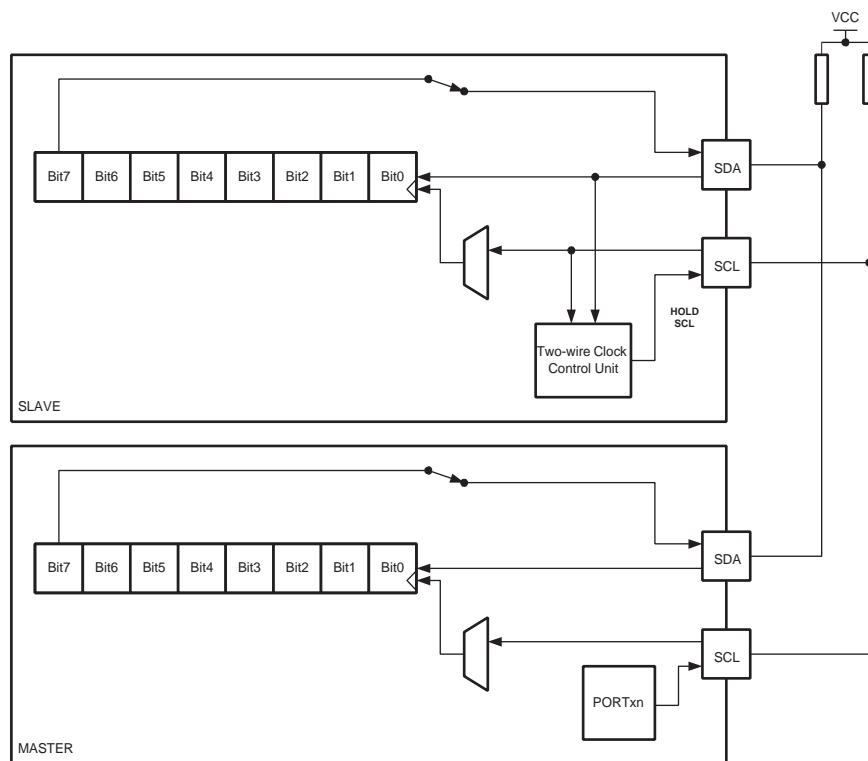 VCC
Bit7 Bit6 Bit5 Bit4 Bit3 Bit2 Bit1 Bit0
SDA
SCL
HOLD
SCL
Two-wire Clock
Control Unit
SLAVE
Bit7 Bit6 Bit5 Bit4 Bit3 Bit2 Bit1 Bit0
SDA
SCL
PORTxn
MASTER